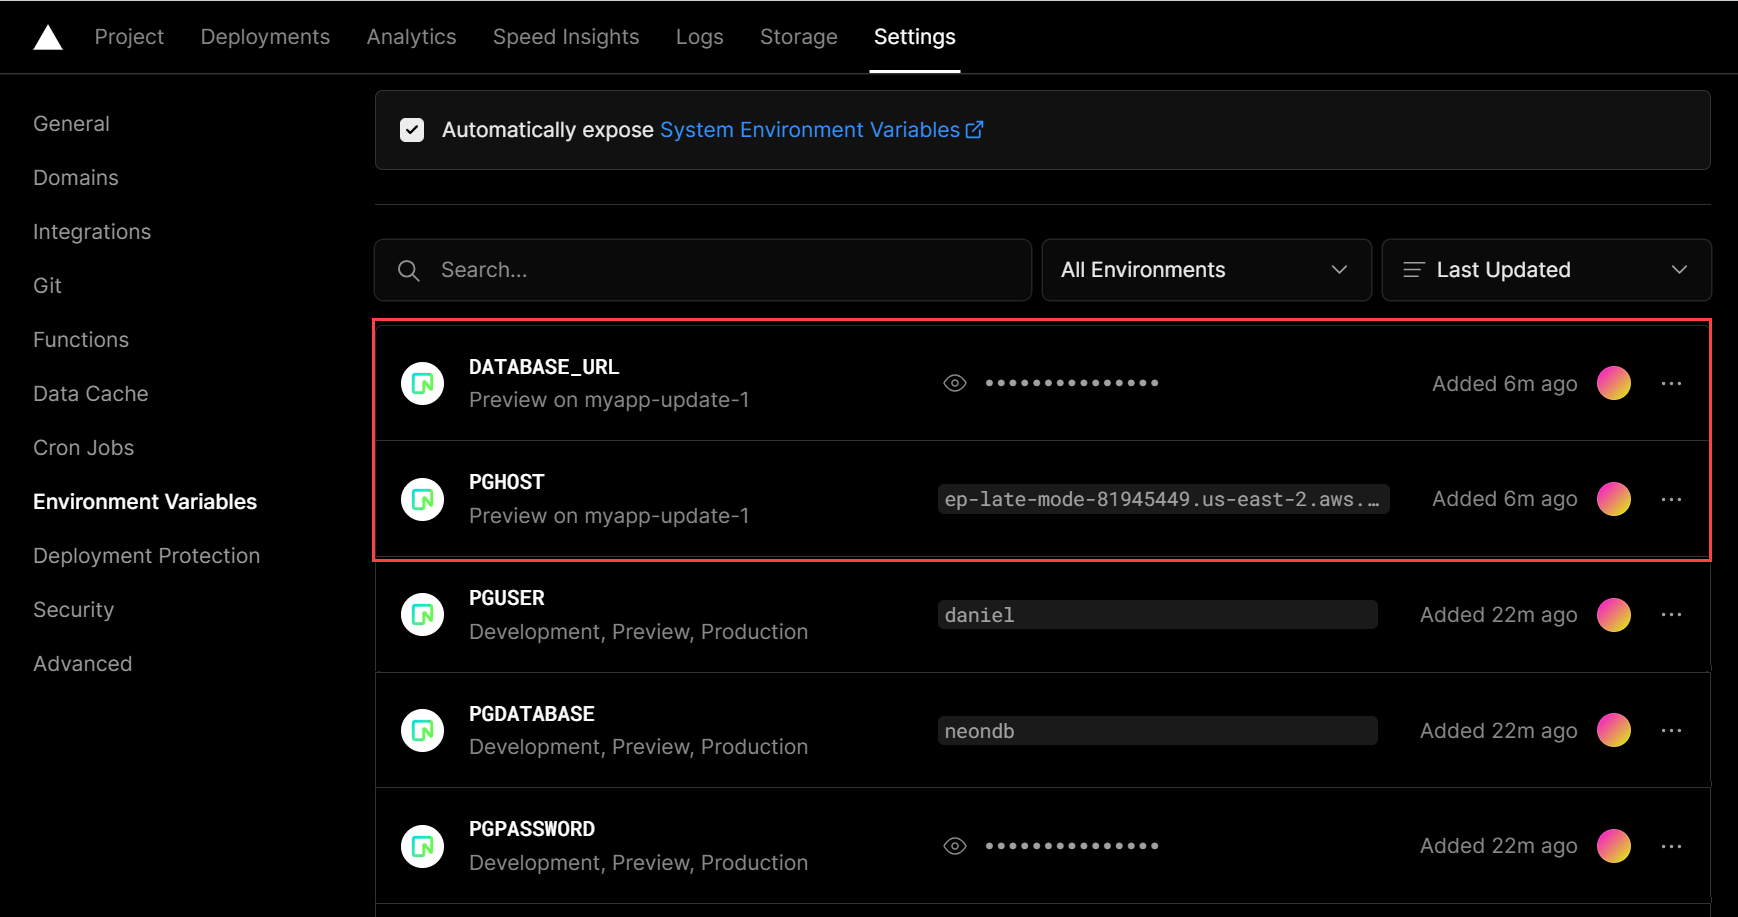 Project Deployments Analytics Speed Insights Logs Storage Settings
General
Domains
Integrations
Git
Functions
Data Cache
Cron Jobs
Environment Variables
Deployment Protection
Security
Advanced
Automatically expose System Environment Variables
Search...
All Environments
Last Updated
DATABASE_URL
Preview on myapp-update-1
•••••••••••••••
Added 6m ago
PGHOST
Preview on myapp-update-1
ep-late-mode-81945449.us-east-2.aws.…
Added 6m ago
PGUSER
Development, Preview, Production
daniel
Added 22m ago
PGDATABASE
Development, Preview, Production
neondb
Added 22m ago
PGPASSWORD
Development, Preview, Production
•••••••••••••••
Added 22m ago